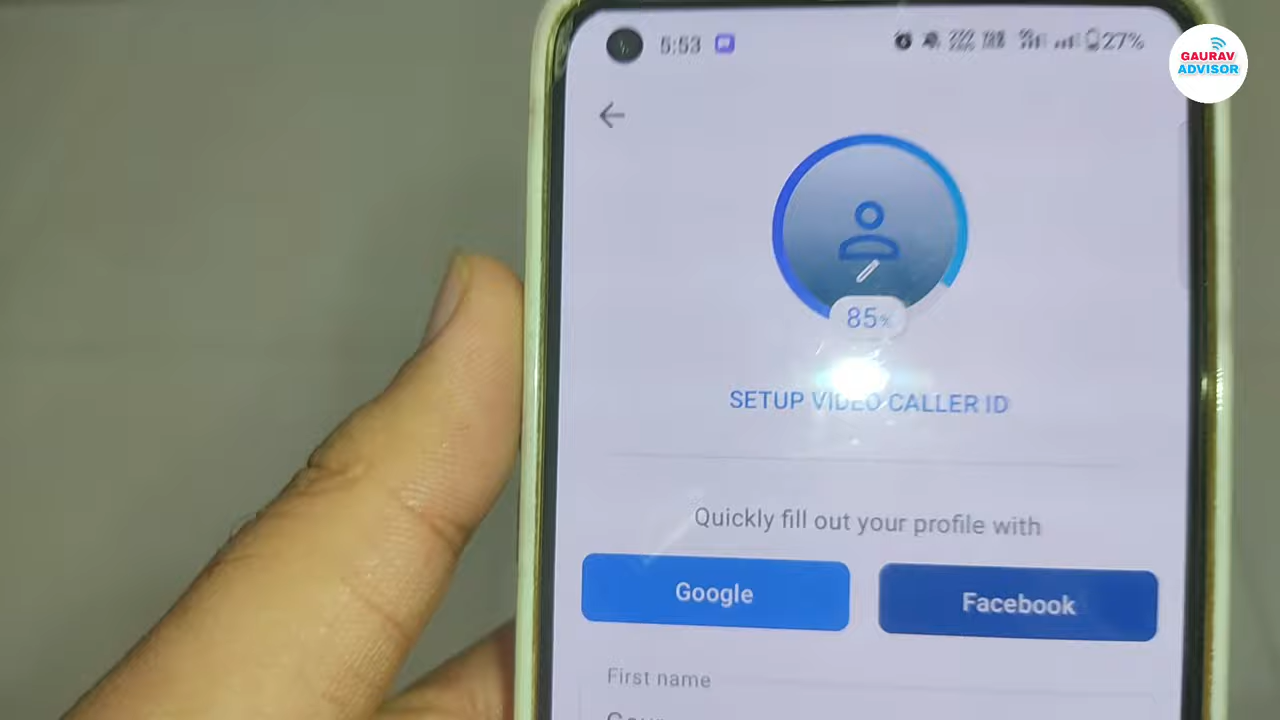 5:53
27%
GAURAV
ADVISOR
85%
SETUP VIDEO CALLER ID
Quickly fill out your profile with
Google
Facebook
First name